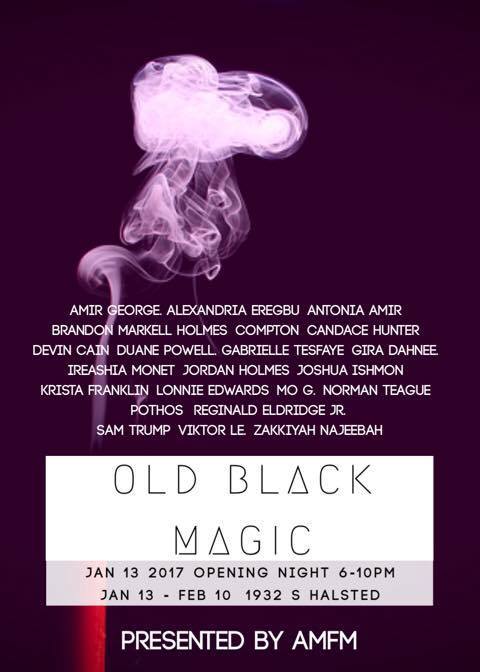 AMIR GEORGE. ALEXANDRIA EREGBU ANTONIA AMIR
BRANDON MARKELL HOLMES COMPTON CANDACE HUNTER
DEVIN CAIN DUANE POWELL. GABRIELLE TESFAYE GIRA DAHNEE.
IREASHIA MONET JORDAN HOLMES JOSHUA ISHMON
KRISTA FRANKLIN LONNIE EDWARDS MO G. NORMAN TEAGUE
POTHOS REGINALD ELDRIDGE JR.
SAM TRUMP VIKTOR LE. ZAKKIYAH NAJEEBAH
OLD BLACK
MAGIC
JAN 13 2017 OPENING NIGHT 6-10PM
JAN 13 - FEB 10 1932 S HALSTED
PRESENTED BY AMFM